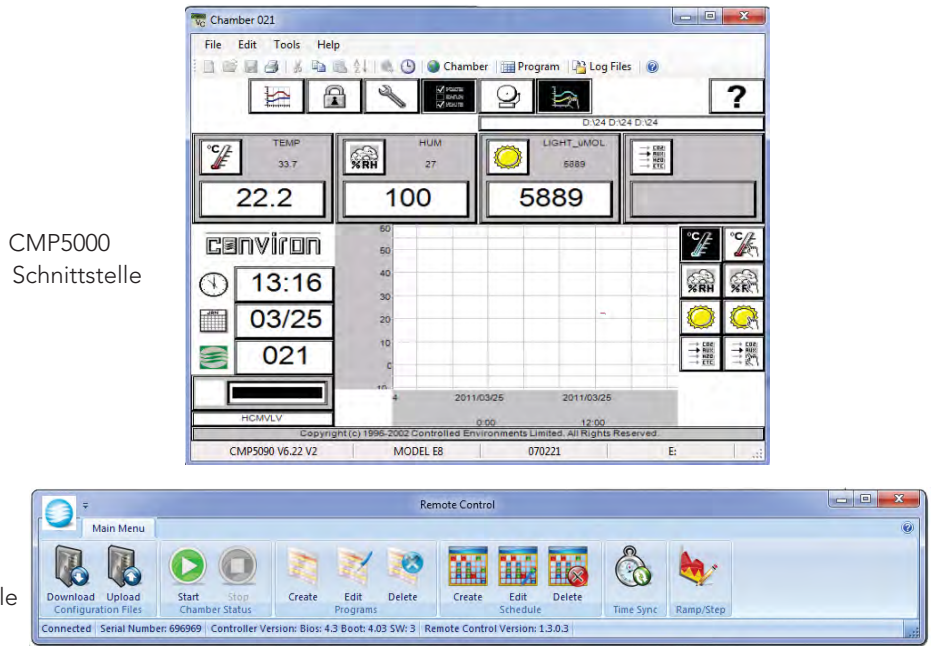 Chamber 021
File Edit Tools Help
Chamber Program Log Files
?
D:\24 D:\24 D:\24
°C TEMP HUM LIGHT_uMOL
33.7 %RH 27 5889
22.2 100 5889
CMP5000
Schnittstelle
CONVIRON
13:16
03/25
021
HCMVLV
60
50
40
30
20
10
C
10
4 2011/03/25 2011/03/25
0:00 12:00
°C °C
%RH %R
Copyright (c) 1996-2002 Controlled Environments Limited. All Rights Reserved.
CMP5090 V6.22 V2 MODEL E8 070221 E:
Remote Control
Main Menu
Download Upload Start Stop Create Edit Delete Create Edit Delete
Configuration Files Chamber Status Programs Schedule Time Sync Ramp/Step
le
Connected Serial Number: 696969 Controller Version: Bios: 4.3 Boot: 4.03 SW: 3 Remote Control Version: 1.3.0.3